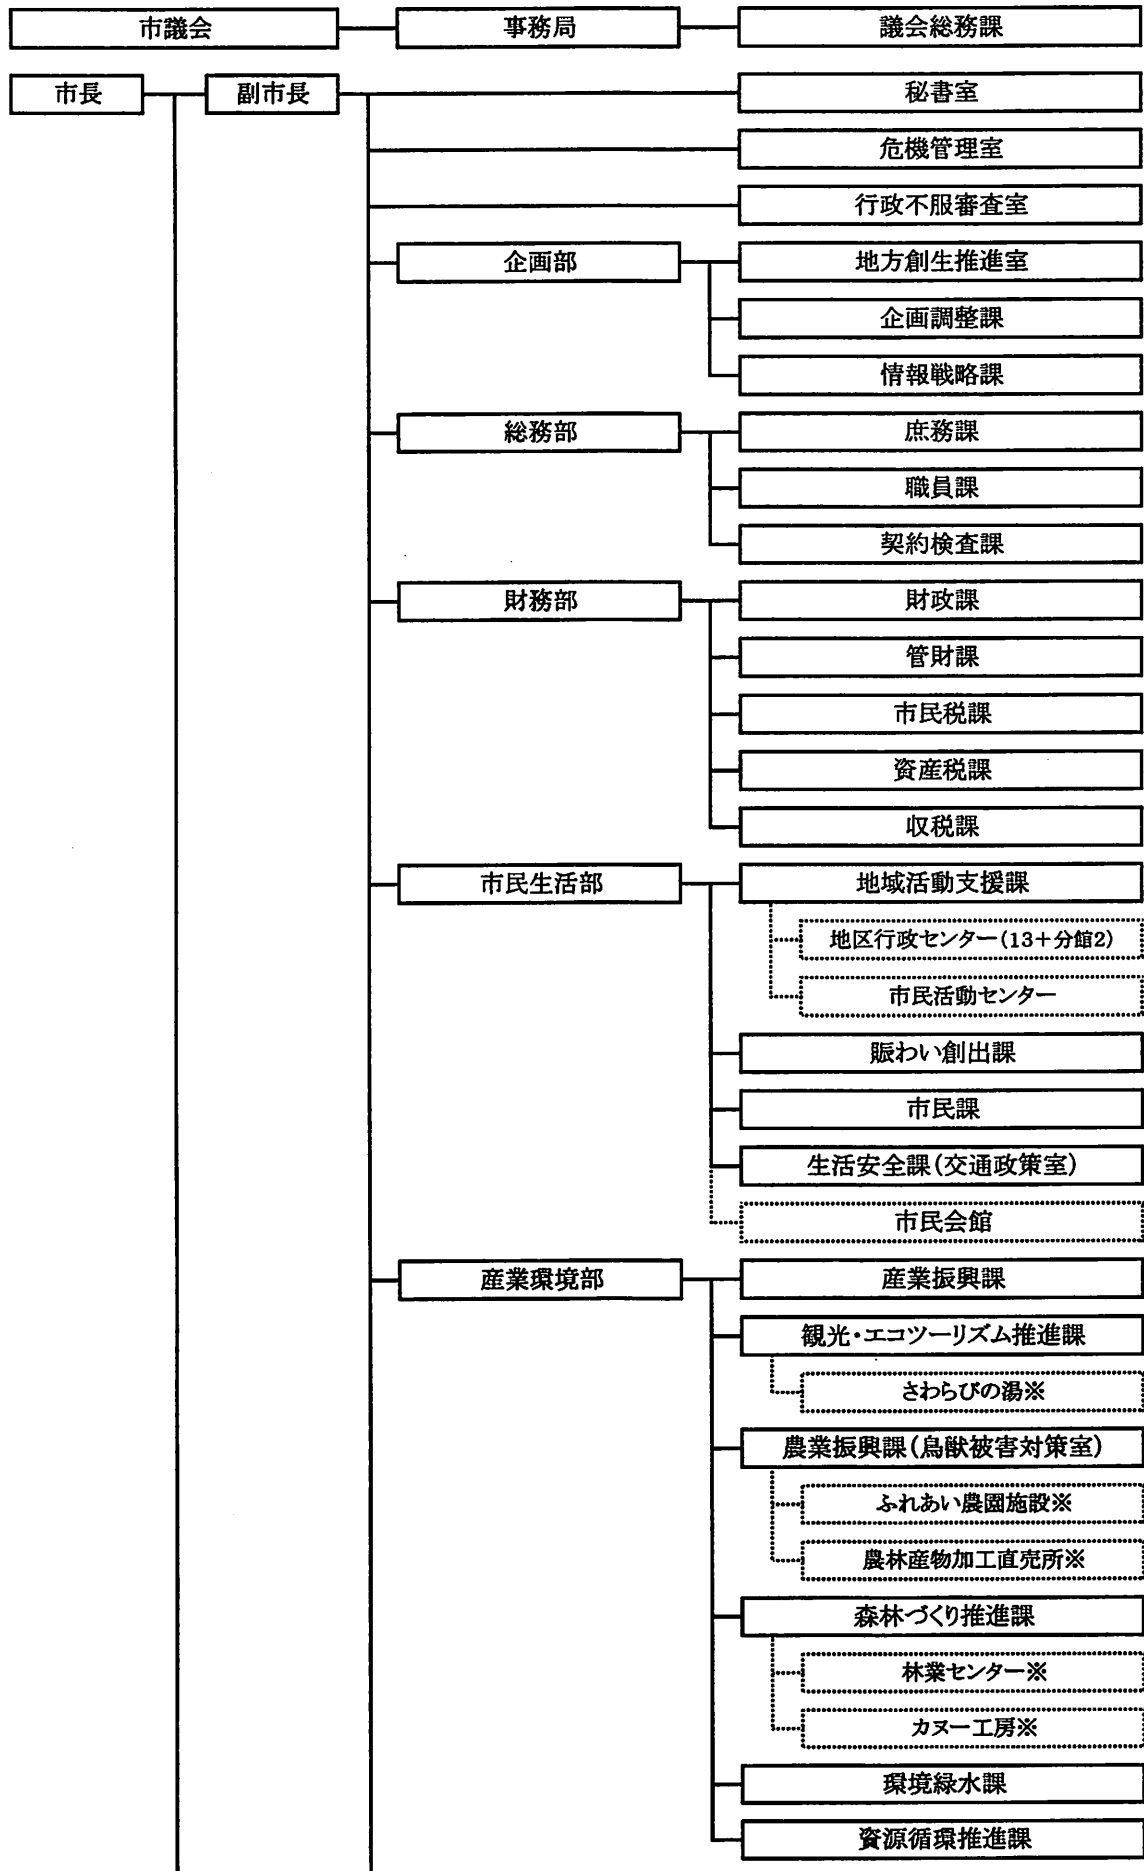 市議会 事務局 議会総務課
市長 副市長 秘書室
危機管理室
行政不服審査室
企画部 地方創生推進室
企画調整課
情報戦略課
総務部 庶務課
職員課
契約検査課
財務部 財政課
管財課
市民税課
資産税課
収税課
市民生活部 地域活動支援課
地区行政センター(13+分館2)
市民活動センター
賑わい創出課
市民課
生活安全課(交通政策室)
市民会館
産業環境部 産業振興課
観光・エコツーリズム推進課
さわらびの湯※
農業振興課(鳥獣被害対策室)
ふれあい農園施設※
農林産物加工直売所※
森林づくり推進課
林業センター※
カヌー工房※
環境緑水課
資源循環推進課